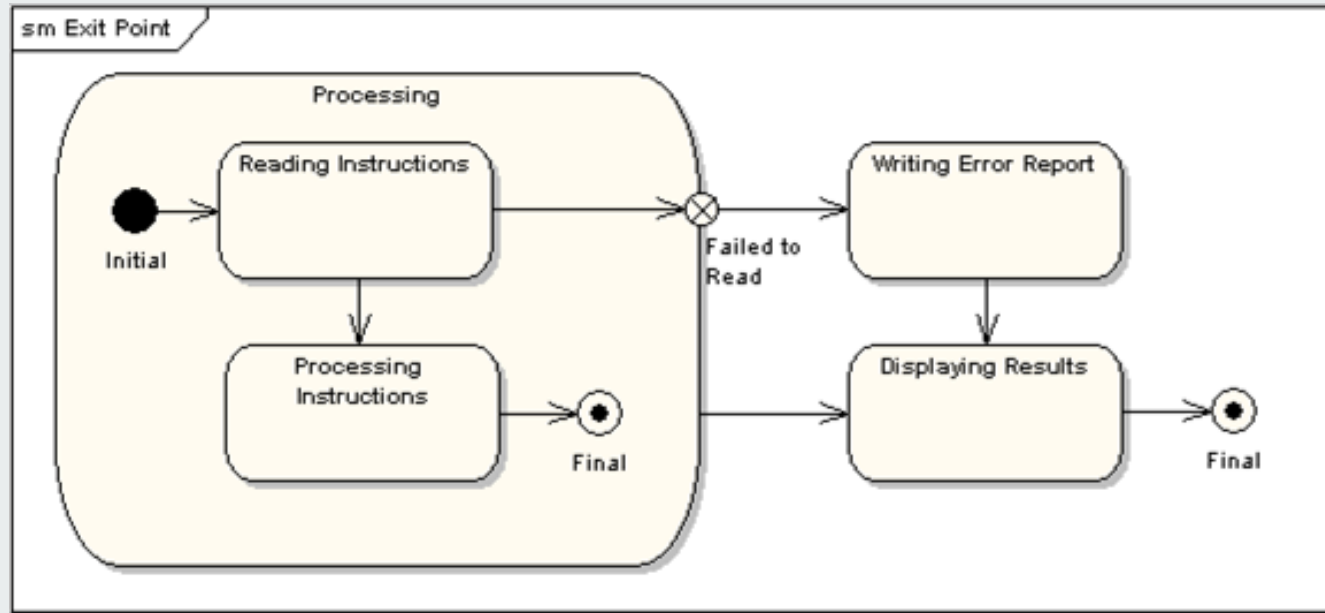 sm Exit Point
Processing
Reading Instructions
Writing Error Report
Initial
Failed to
Read
Processing
Instructions
Displaying Results
Final
Final